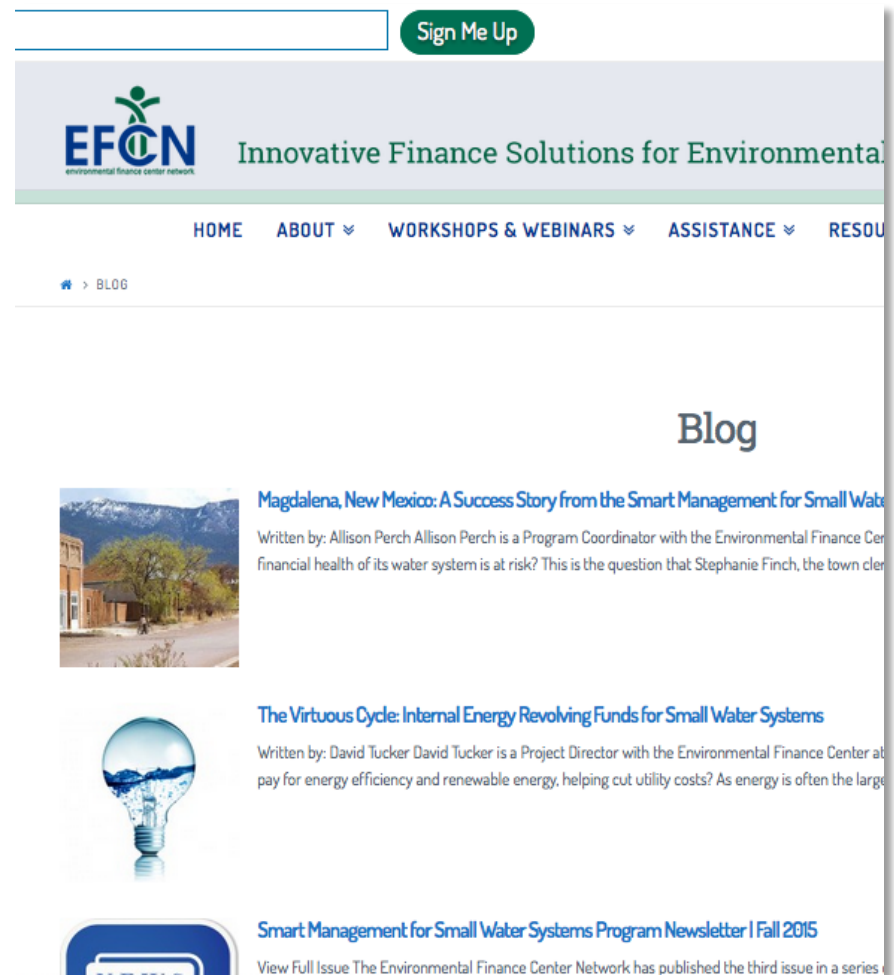 Sign Me Up
EFCN
environmental finance center network
Innovative Finance Solutions for Environmental
HOME ABOUT WORKSHOPS & WEBINARS ASSISTANCE RESOU
> BLOG
Blog
Magdalena, New Mexico: A Success Story from the Smart Management for Small Wate
Written by: Allison Perch Allison Perch is a Program Coordinator with the Environmental Finance Cen
financial health of its water system is at risk? This is the question that Stephanie Finch, the town cler
The Virtuous Cycle: Internal Energy Revolving Funds for Small Water Systems
Written by: David Tucker David Tucker is a Project Director with the Environmental Finance Center at
pay for energy efficiency and renewable energy, helping cut utility costs? As energy is often the large
Smart Management for Small Water Systems Program Newsletter | Fall 2015
View Full Issue The Environmental Finance Center Network has published the third issue in a series